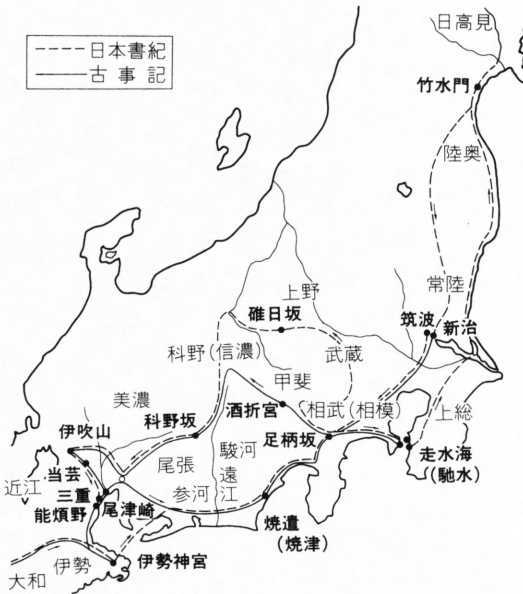 日本書紀
古事記
日高見
竹水門
陸奥
常陸
上野
碓日坂
筑波
新治
科野(信濃)
武蔵
甲斐
美濃
科野坂
酒折宮
相武(相模)
上総
伊吹山
足柄坂
走水海
(馳水)
当芸
尾張
駿河
近江
三重
参河
遠江
能煩野
尾津崎
焼遣
(焼津)
伊勢神宮
伊勢
大和